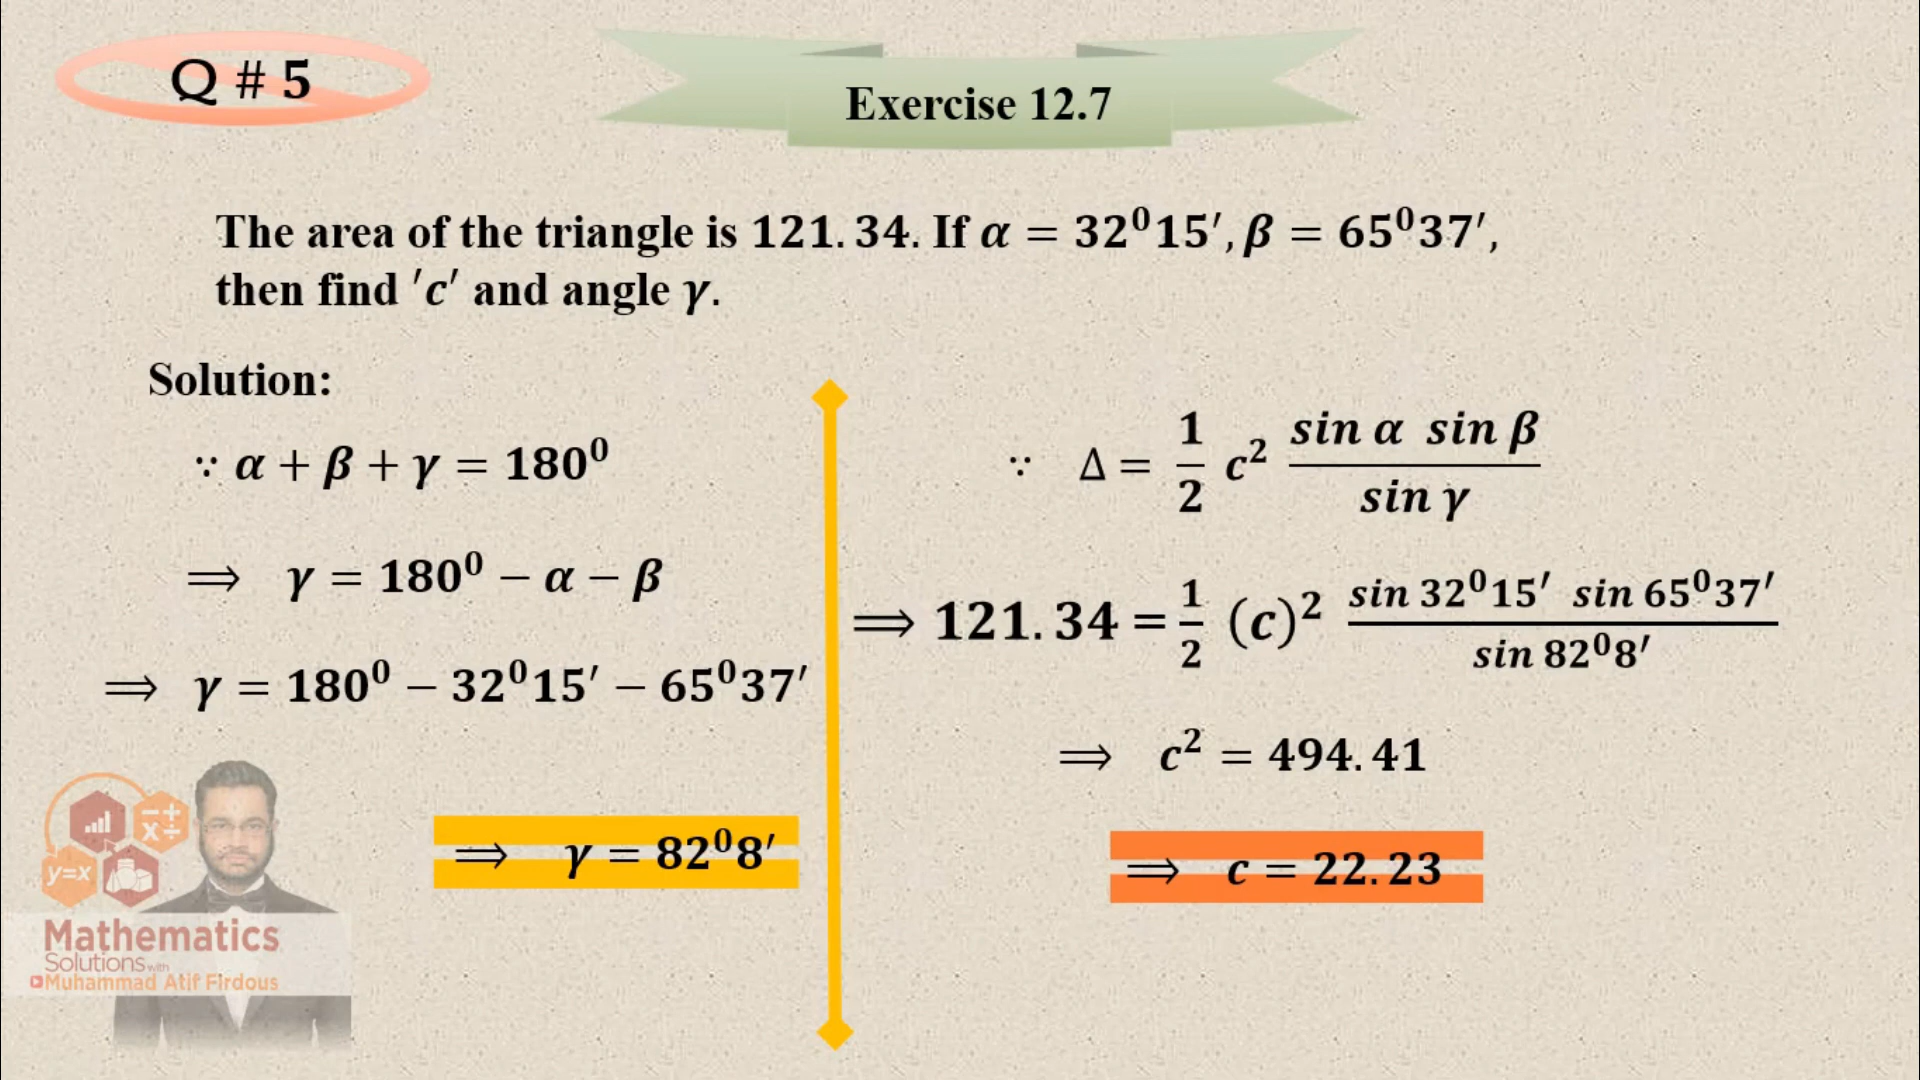 Q # 5
Exercise 12.7
The area of the triangle is 121.34. If α = 32⁰15′, β = 65⁰37′,
then find ′c′ and angle γ.
Solution:
∵ α + β + γ = 180⁰
⟹ γ = 180⁰ − α − β
⟹ γ = 180⁰ − 32⁰15′ − 65⁰37′
⟹ γ = 82⁰8′
∵ Δ = 1/2 c² sin α sin β / sin γ
⟹ 121.34 = 1/2 (c)² sin 32⁰15′ sin 65⁰37′ / sin 82⁰8′
⟹ c² = 494.41
⟹ c = 22.23
y=x
Mathematics
Solutions with
Muhammad Atif Firdous